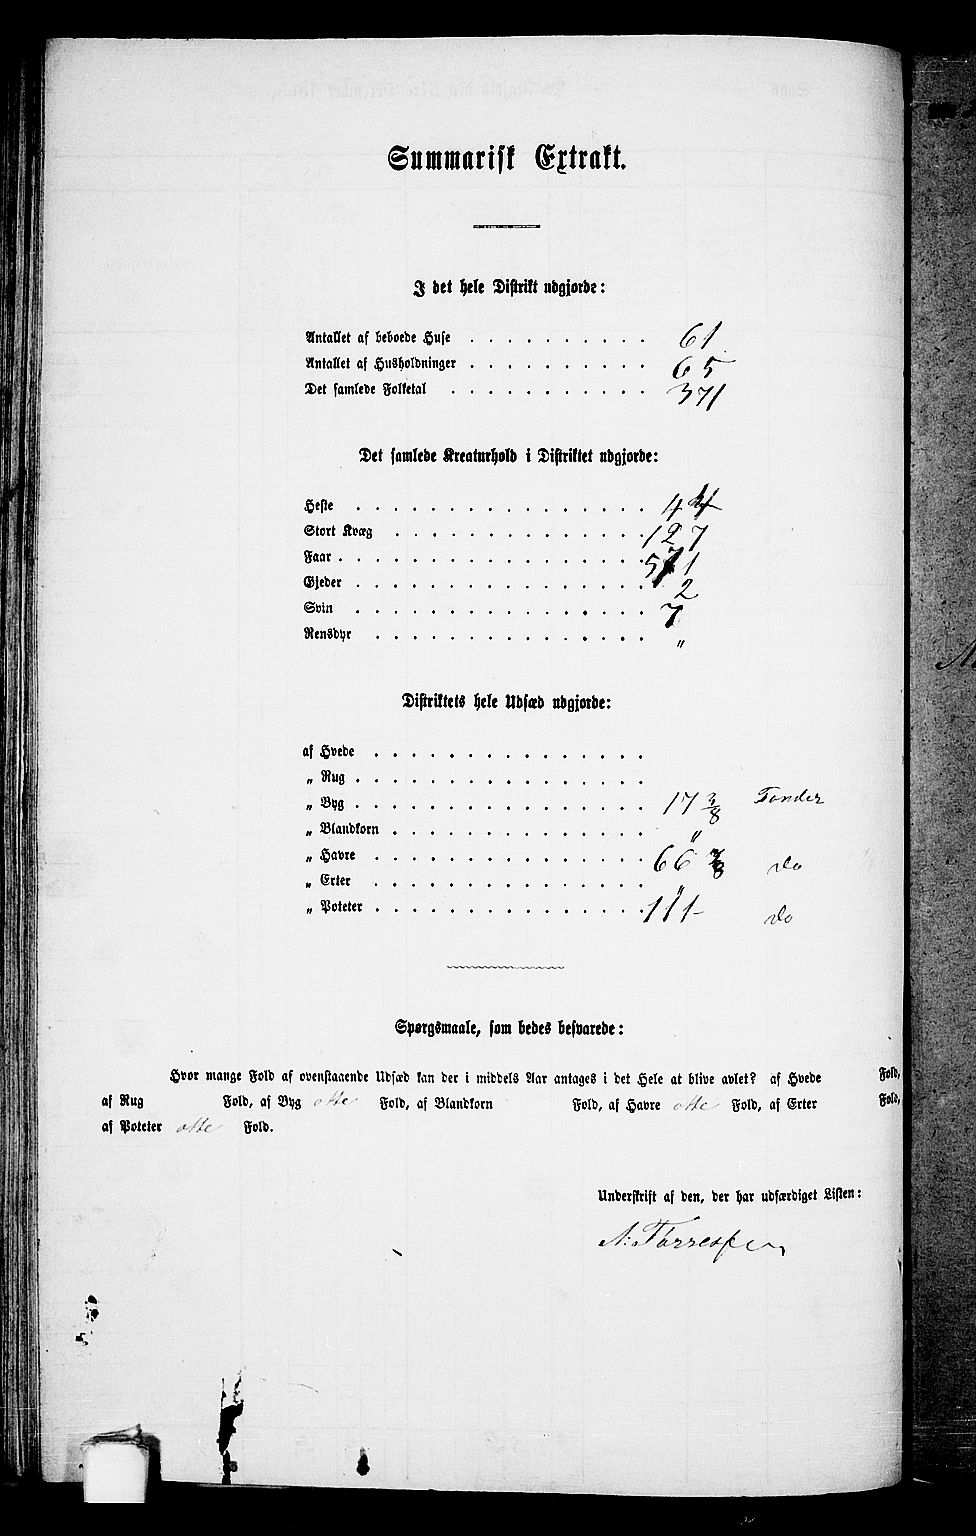 Summarisk Extrakt.
I det hele Distrikt udgjorde:
Antallet af beboede Huse . . . . . . . . . . 61
Antallet af Husholdninger . . . . . . . . . . 65
Det samlede Folketal . . . . . . . . . . . 371
Det samlede Kreaturhold i Distriktet udgjorde:
Heste . . . . . . . . . . . . . 44
Stort Kvæg . . . . . . . . . . . 127
Faar . . . . . . . . . . . . . 571
Gjeder . . . . . . . . . . . . . 2
Svin . . . . . . . . . . . . . 7
Rensdyr . . . . . . . . . . . . "
Distriktets hele Udsæd udgjorde:
af Hvede . . . . . . . . . . . .
„ Rug . . . . . . . . . . . . .
„ Byg . . . . . . . . . . . . . 17 3/8 Tønder
„ Blandkorn . . . . . . . . . . . "
„ Havre . . . . . . . . . . . . 66 do
„ Erter . . . . . . . . . . . . "
„ Poteter . . . . . . . . . . . . 111 do
Spørgsmaale, som bedes besvarede:
Hvor mange Fold af ovenstaaende Udsæd kan der i middels Aar antages i det Hele at blive avlet? af Hvede Fold,
af Rug Fold, af Byg otte Fold, af Blandkorn Fold, af Havre otte Fold, af Erter Fold,
af Poteter otte Fold.
Underskrift af den, der har udfærdiget Listen: